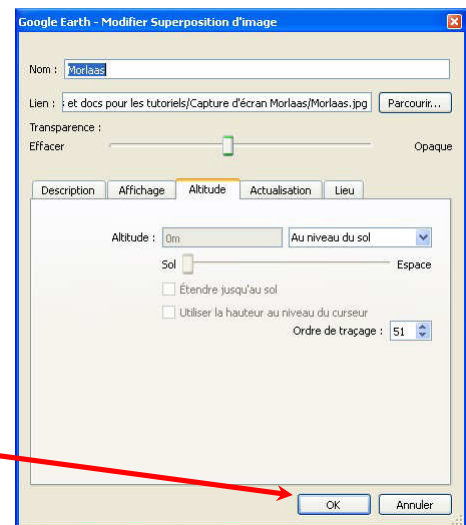 Google Earth - Modifier Superposition d'image
Nom : Morlaas
Lien : s et docs pour les tutoriels/Capture d'écran Morlaas/Morlaas.jpg Parcourir...
Transparence :
Effacer Opaque
Description Affichage Altitude Actualisation Lieu
Altitude : 0m Au niveau du sol
Sol Espace
Étendre jusqu'au sol
Utiliser la hauteur au niveau du curseur
Ordre de traçage : 51
OK Annuler